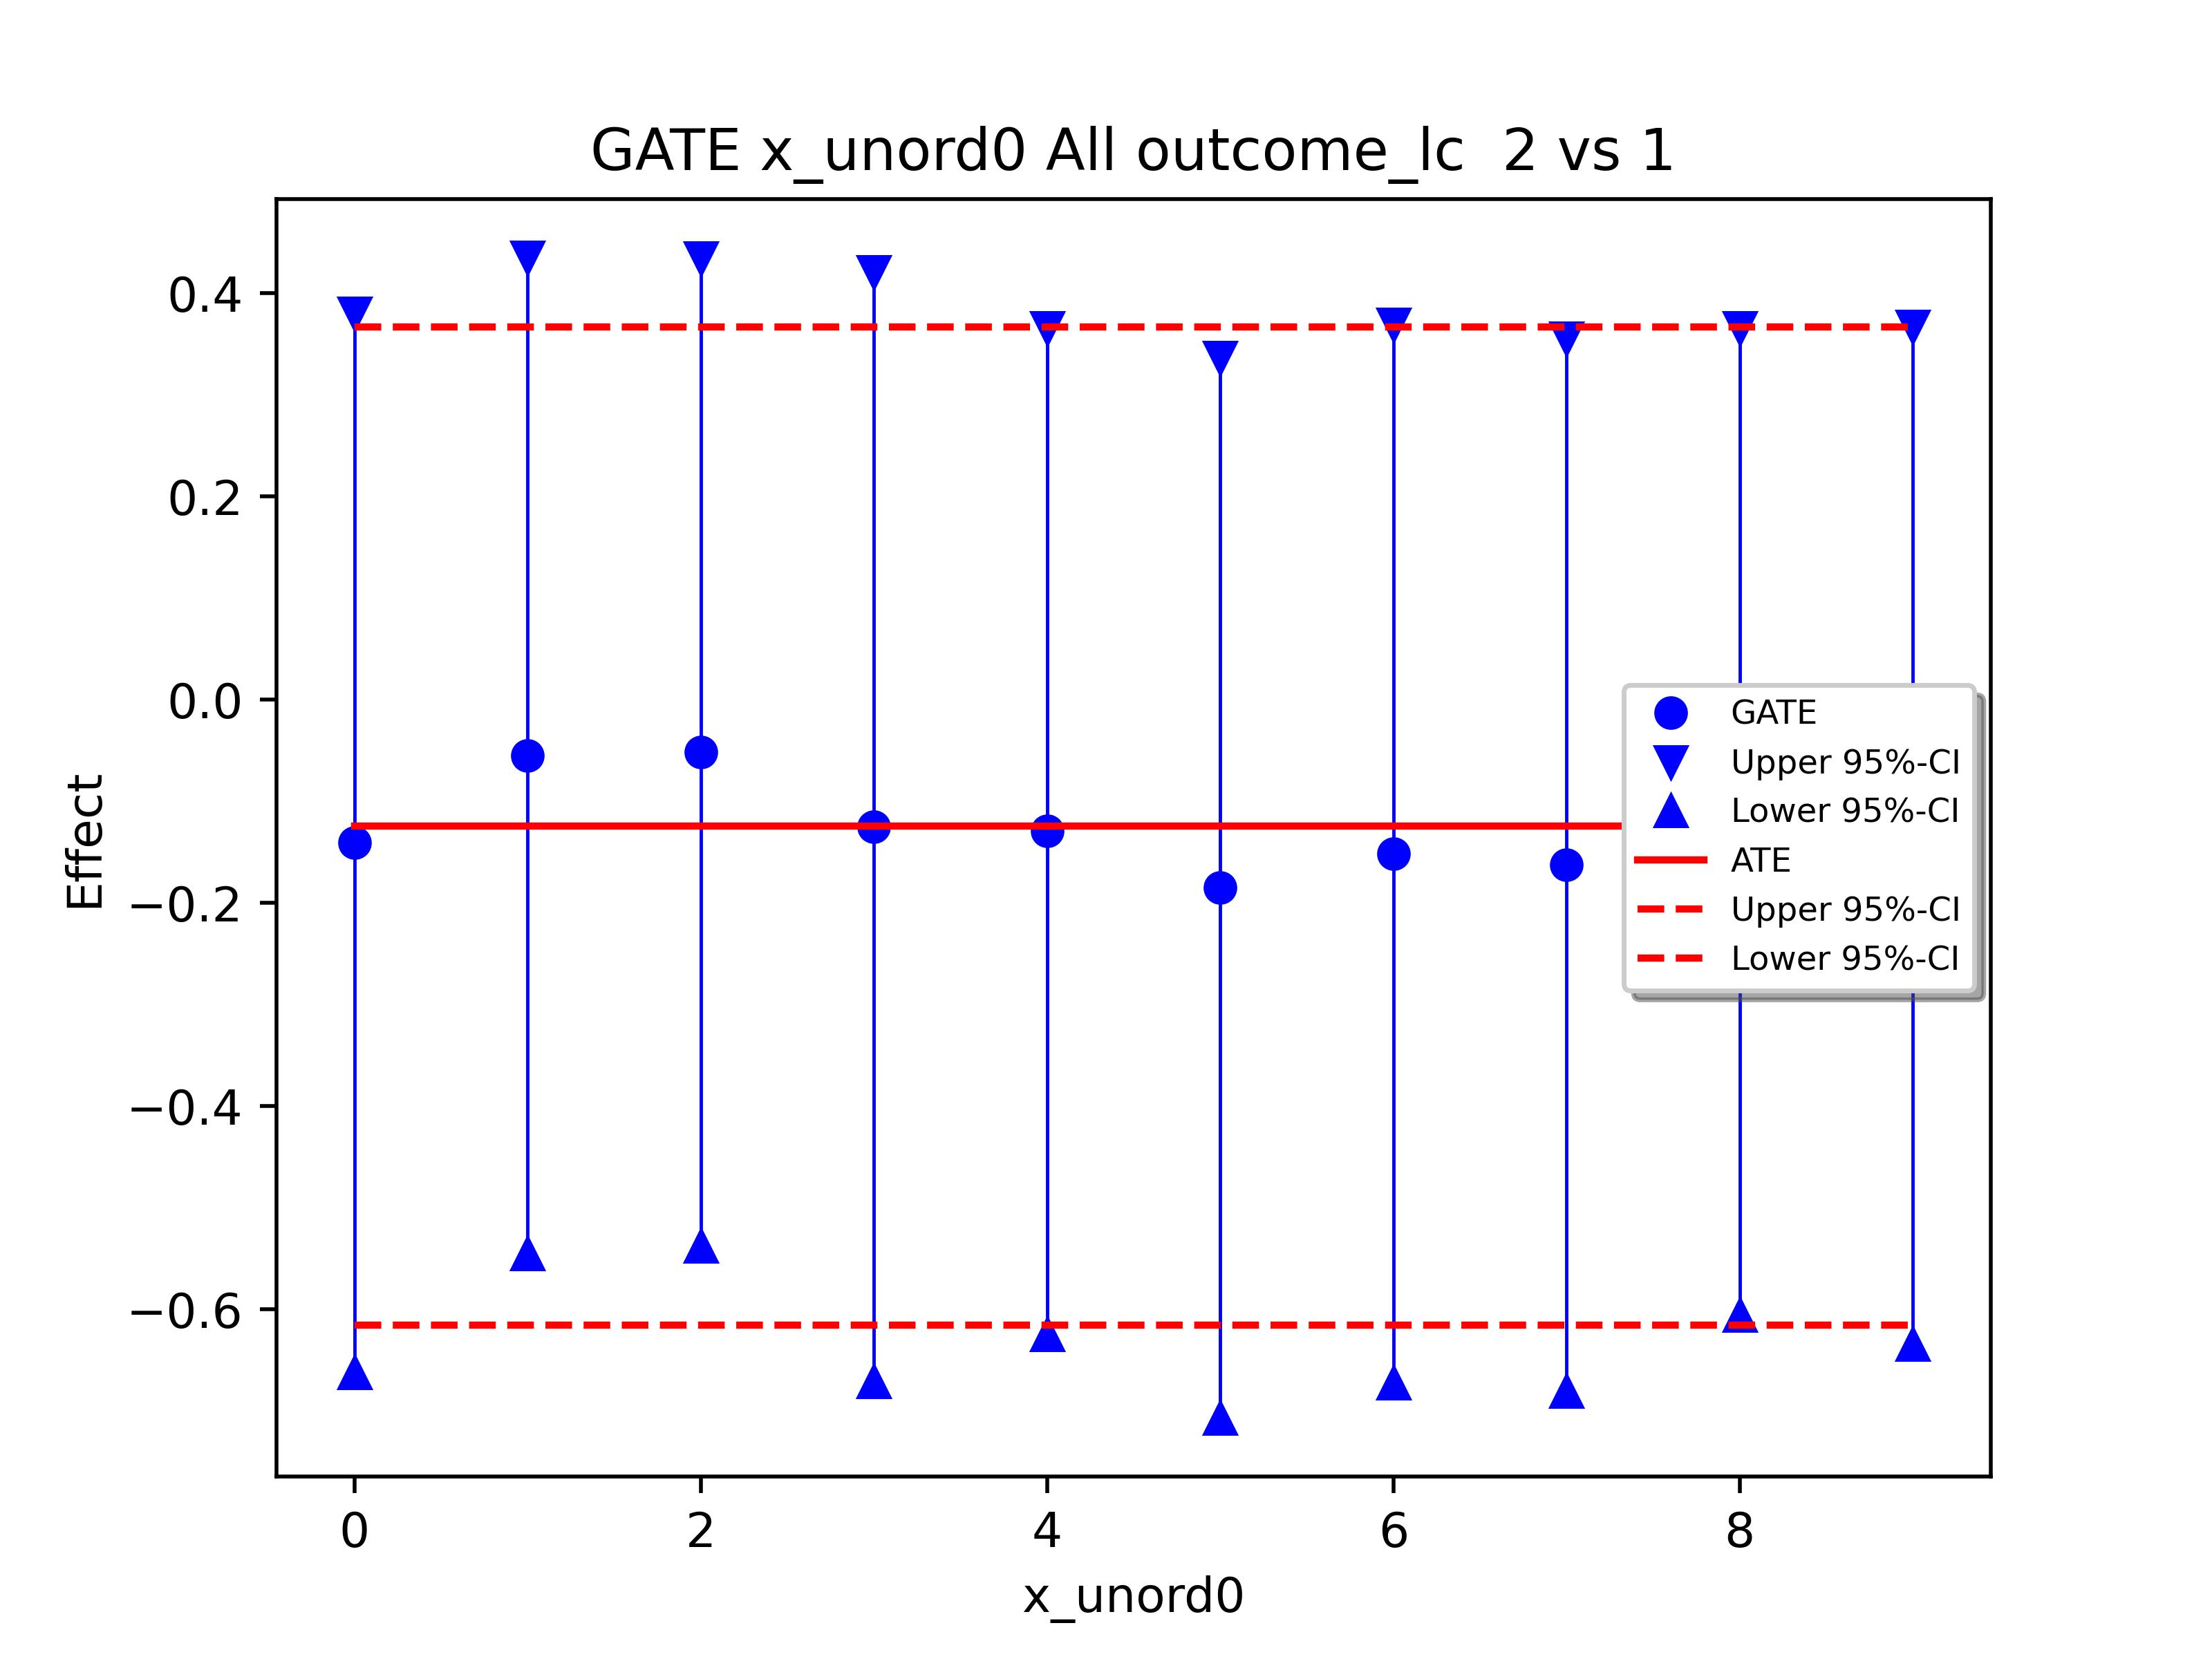 GATE x_unord0 All outcome_lc  2 vs 1
0.4
0.2
0.0
−0.2
−0.4
−0.6
Effect
GATE
Upper 95%-CI
Lower 95%-CI
ATE
Upper 95%-CI
Lower 95%-CI
0 2 4 6 8
x_unord0